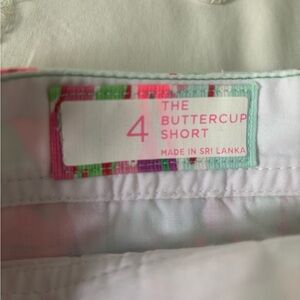 4
THE
BUTTERCUP
SHORT
MADE IN SRI LANKA